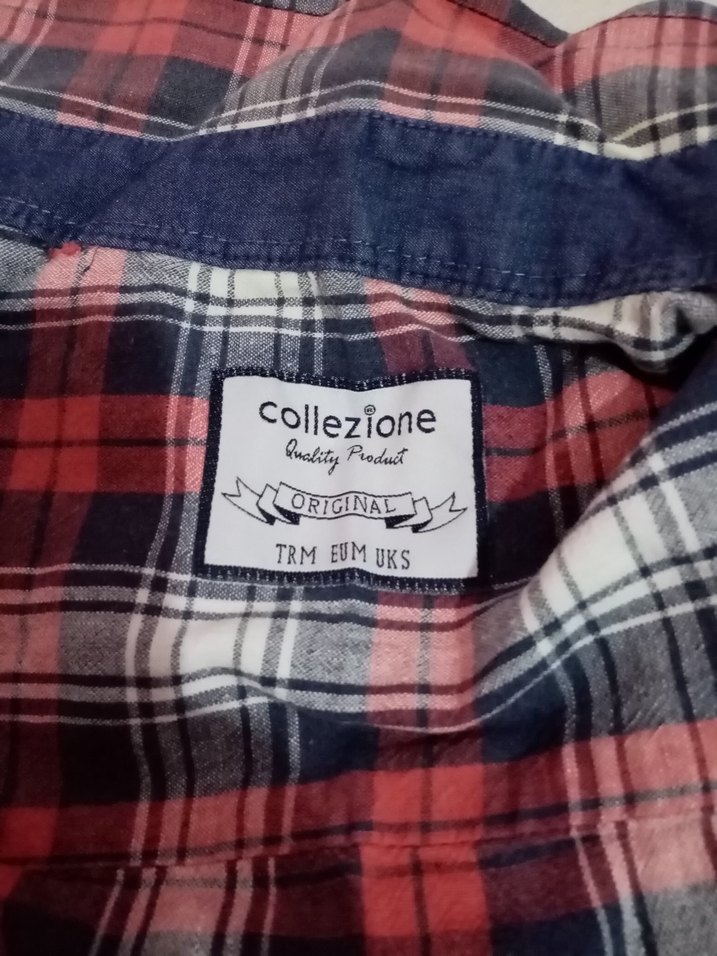 collezione
Quality Product
ORIGINAL
TRM EUM UKS